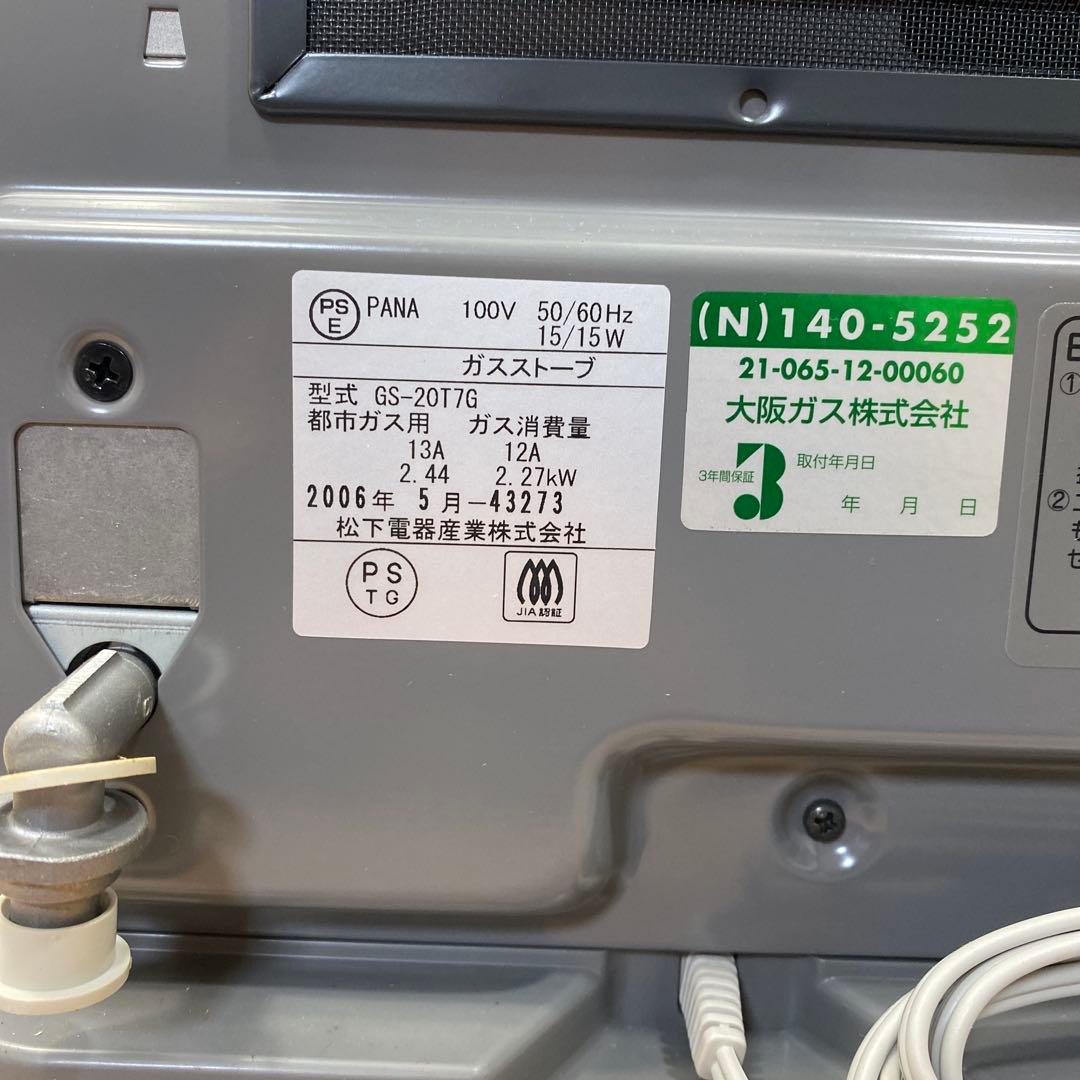 PS
E
PANA 100V 50/60Hz
15/15W
ガスストーブ
型式 GS-20T7G
都市ガス用 ガス消費量
13A 12A
2.44 2.27kW
2006年 5月-43273
松下電器産業株式会社
PS
TG
JIA認証
(N)140-5252
21-065-12-00060
大阪ガス株式会社
3年間保証
3
取付年月日
年 月 日
①
②